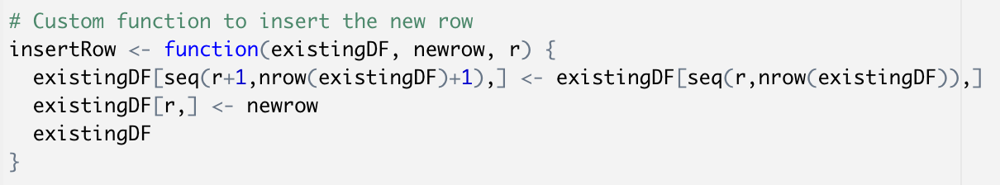 # Custom function to insert the new row
insertRow <- function(existingDF, newrow, r) {
  existingDF[seq(r+1,nrow(existingDF)+1),] <- existingDF[seq(r,nrow(existingDF)),]
  existingDF[r,] <- newrow
  existingDF
}